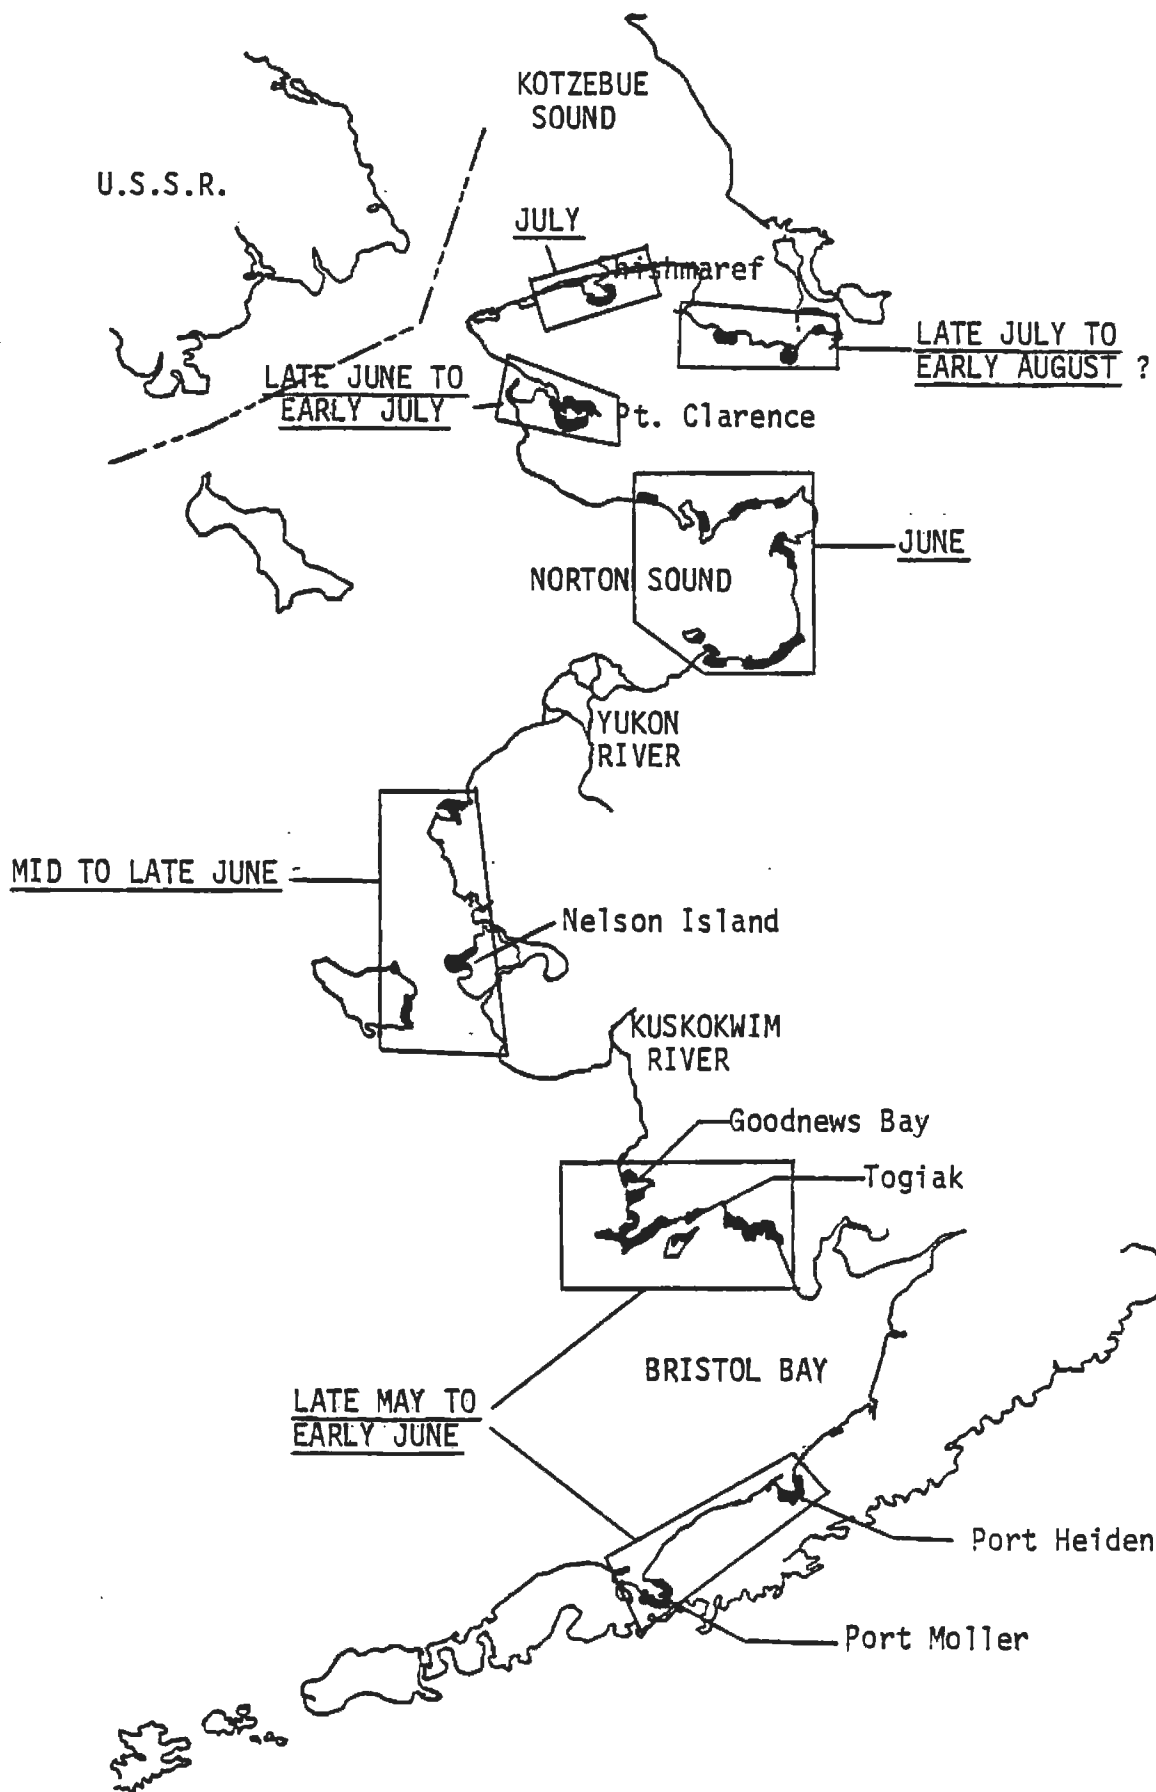 KOTZEBUE
SOUND
U.S.S.R.
JULY
Shishmaref
LATE JULY TO
EARLY AUGUST ?
LATE JUNE TO
EARLY JULY
Pt. Clarence
JUNE
NORTON SOUND
YUKON
RIVER
MID TO LATE JUNE
Nelson Island
KUSKOKWIM
RIVER
Goodnews Bay
Togiak
BRISTOL BAY
LATE MAY TO
EARLY JUNE
Port Heiden
Port Moller